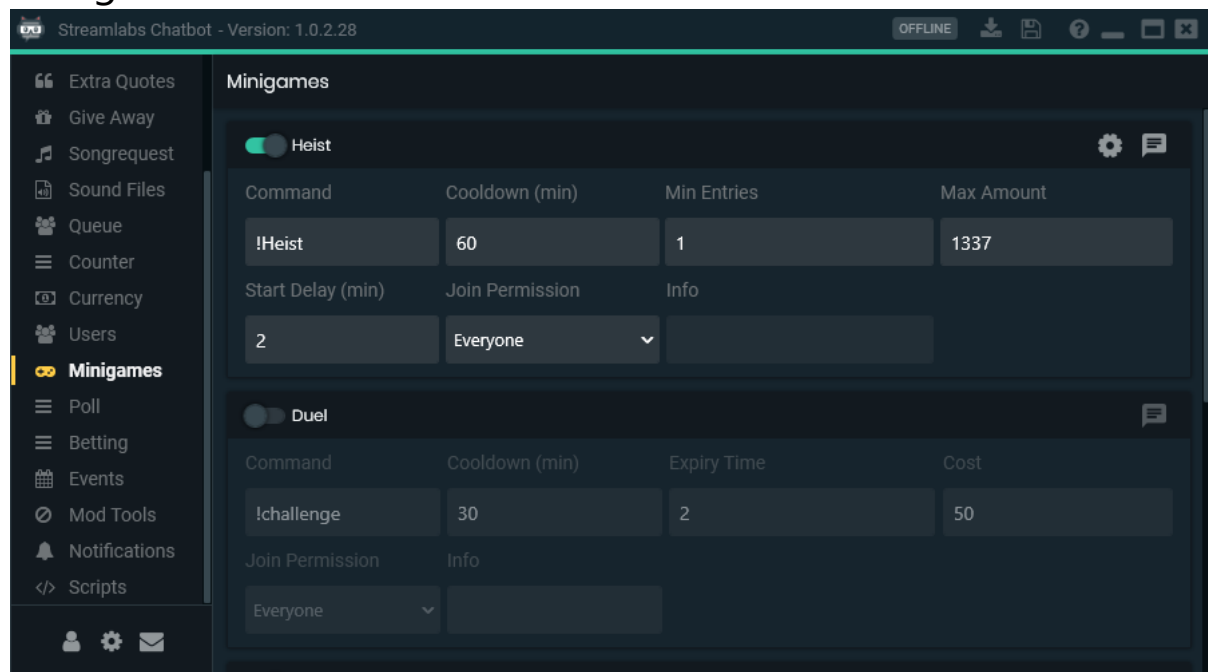 Streamlabs Chatbot - Version: 1.0.2.28
OFFLINE
Extra Quotes
Give Away
Songrequest
Sound Files
Queue
Counter
Currency
Users
Minigames
Poll
Betting
Events
Mod Tools
Notifications
</> Scripts
Minigames
Heist
Command Cooldown (min) Min Entries Max Amount
!Heist 60 1 1337
Start Delay (min) Join Permission Info
2 Everyone
Duel
Command Cooldown (min) Expiry Time Cost
!challenge 30 2 50
Join Permission Info
Everyone